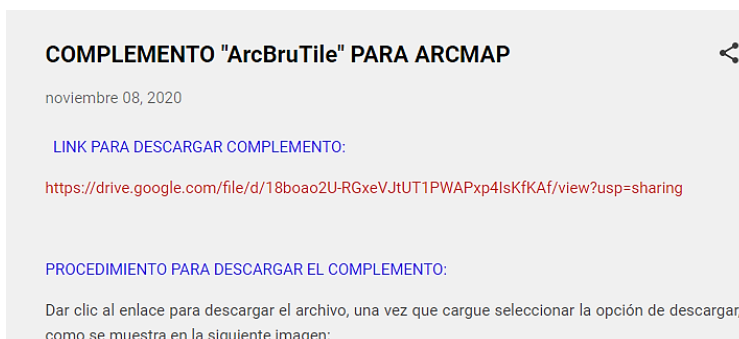 COMPLEMENTO "ArcBruTile" PARA ARCMAP
noviembre 08, 2020
LINK PARA DESCARGAR COMPLEMENTO:
https://drive.google.com/file/d/18boao2U-RGxeVJtUT1PWAPxp4IsKfKAf/view?usp=sharing
PROCEDIMIENTO PARA DESCARGAR EL COMPLEMENTO:
Dar clic al enlace para descargar el archivo, una vez que cargue seleccionar la opción de descargar,
como se muestra en la siguiente imagen: